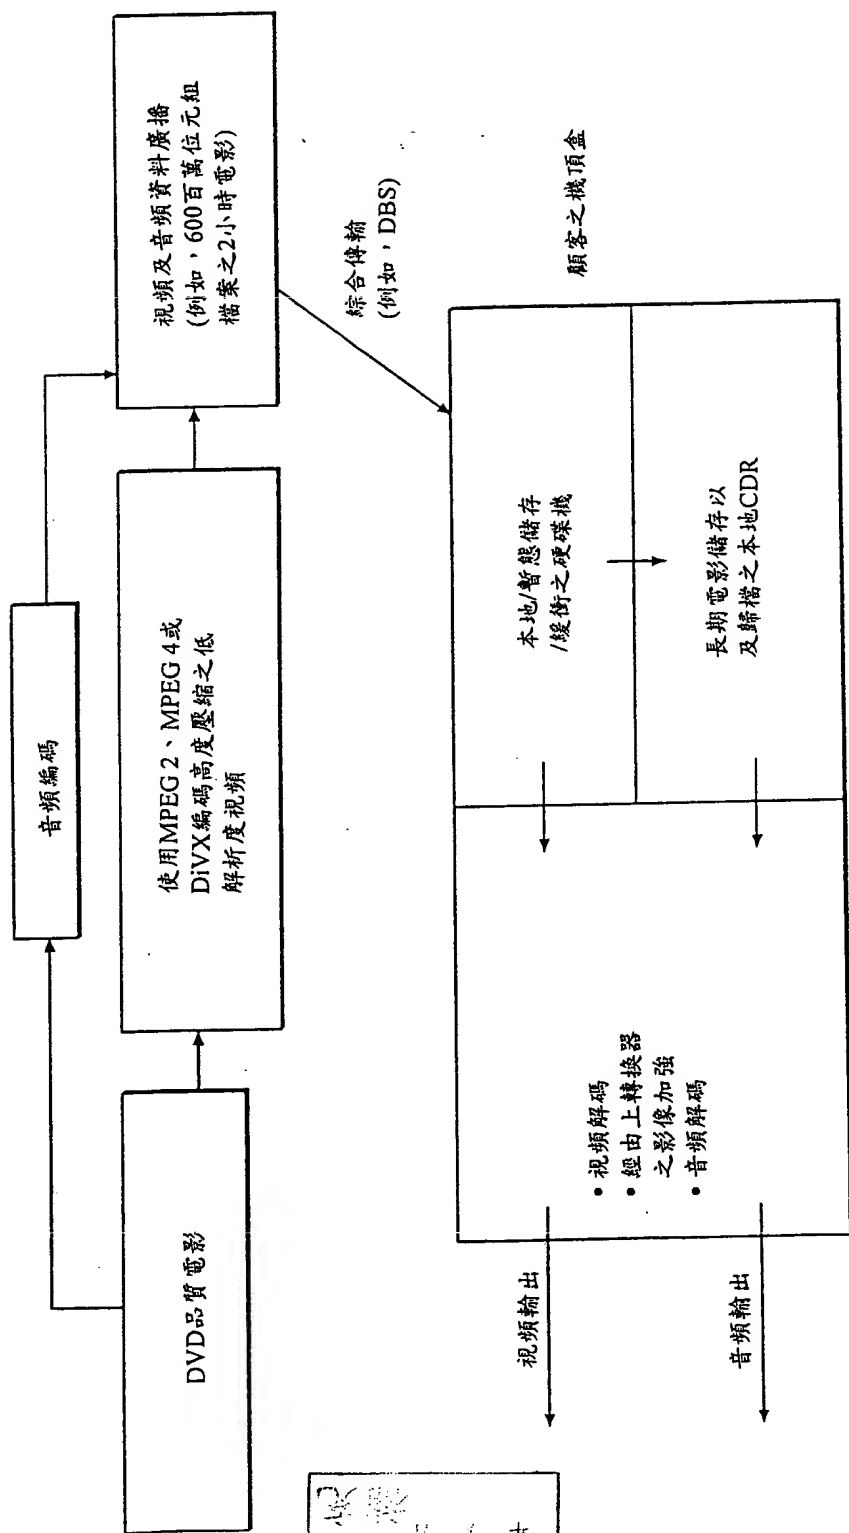 DVD品質電影
音頻編碼
使用MPEG 2、MPEG 4或
DiVX編碼高度壓縮之低
解析度視頻
視頻及音頻資料廣播
(例如，600百萬位元組
檔案之2小時電影)
綜合傳輸
(例如，DBS)
顧客之機頂盒
視頻輸出
音頻輸出
• 視頻解碼
• 經由上轉換器
之影像加強
• 音頻解碼
本地/暫態儲存
/緩衝之硬碟機
長期電影儲存以
及歸檔之本地CDR